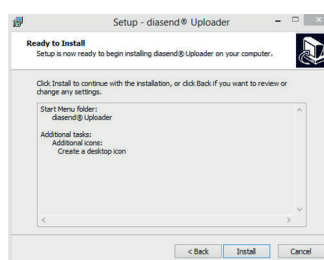 Setup - diasend® Uploader
Ready to Install
Setup is now ready to begin installing diasend® Uploader on your computer.
Click Install to continue with the installation, or click Back if you want to review or
change any settings.
Start Menu folder:
diasend® Uploader
Additional tasks:
Additional icons:
Create a desktop icon
< Back
Install
Cancel